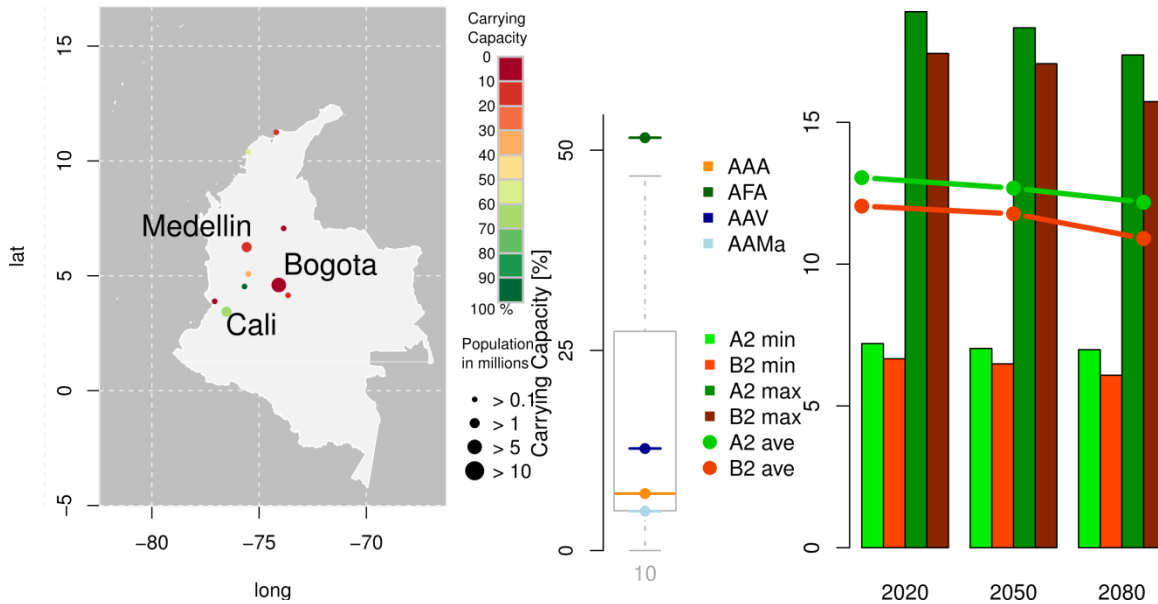 lat
15
10
5
0
−5
−80
−75
−70
long
Medellin
Bogota
Cali
Carrying
Capacity
0
10
20
30
40
50
60
70
80
90
100 %
Population
in millions
> 0.1
> 1
> 5
> 10
Carrying Capacity [%]
50
25
0
10
AAA
AFA
AAV
AAMa
A2 min
B2 min
A2 max
B2 max
A2 ave
B2 ave
15
10
5
0
2020
2050
2080